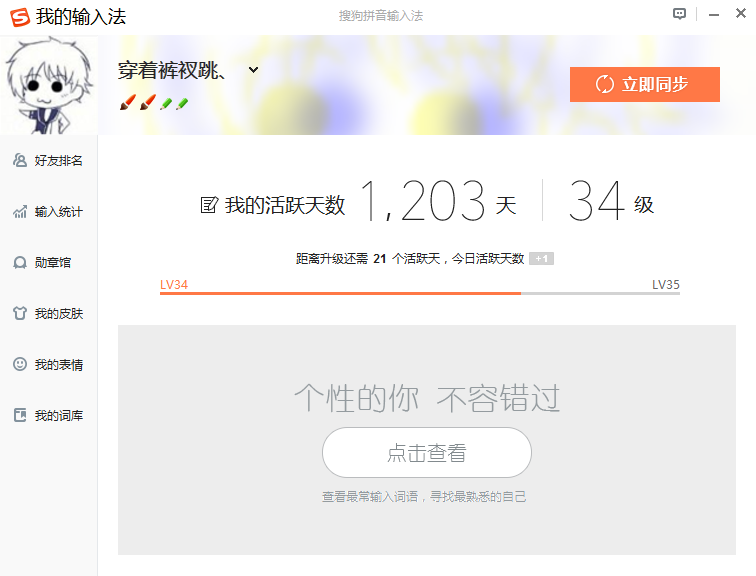 我的输入法
搜狗拼音输入法
穿着裤衩跳、
立即同步
好友排名
输入统计
勋章馆
我的皮肤
我的表情
我的词库
我的活跃天数 1,203 天 34 级
距离升级还需 21 个活跃天，今日活跃天数 +1
LV34 LV35
个性的你 不容错过
点击查看
查看最常输入词语，寻找最熟悉的自己